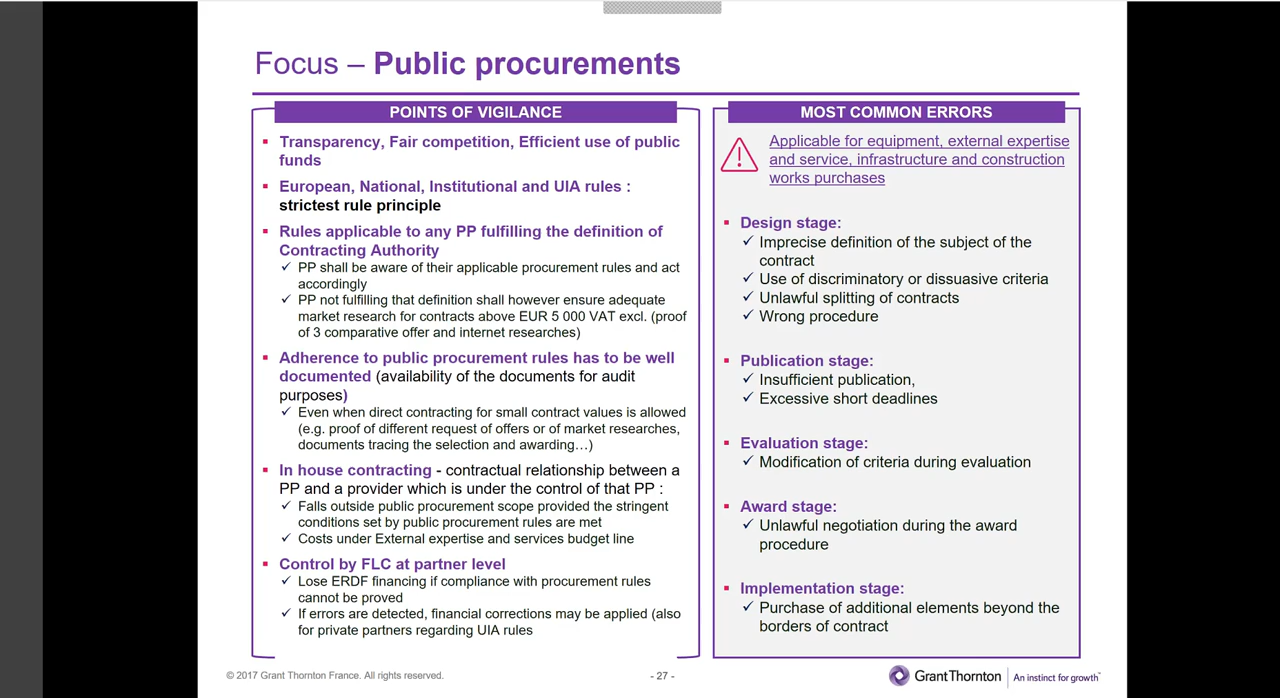 Focus – Public procurements
POINTS OF VIGILANCE
Transparency, Fair competition, Efficient use of public
funds
European, National, Institutional and UIA rules :
strictest rule principle
Rules applicable to any PP fulfilling the definition of
Contracting Authority
PP shall be aware of their applicable procurement rules and act
accordingly
PP not fulfilling that definition shall however ensure adequate
market research for contracts above EUR 5 000 VAT excl. (proof
of 3 comparative offer and internet researches)
Adherence to public procurement rules has to be well
documented (availability of the documents for audit
purposes)
Even when direct contracting for small contract values is allowed
(e.g. proof of different request of offers or of market researches,
documents tracing the selection and awarding…)
In house contracting - contractual relationship between a
PP and a provider which is under the control of that PP :
Falls outside public procurement scope provided the stringent
conditions set by public procurement rules are met
Costs under External expertise and services budget line
Control by FLC at partner level
Lose ERDF financing if compliance with procurement rules
cannot be proved
If errors are detected, financial corrections may be applied (also
for private partners regarding UIA rules
MOST COMMON ERRORS
Applicable for equipment, external expertise
and service, infrastructure and construction
works purchases
Design stage:
Imprecise definition of the subject of the
contract
Use of discriminatory or dissuasive criteria
Unlawful splitting of contracts
Wrong procedure
Publication stage:
Insufficient publication,
Excessive short deadlines
Evaluation stage:
Modification of criteria during evaluation
Award stage:
Unlawful negotiation during the award
procedure
Implementation stage:
Purchase of additional elements beyond the
borders of contract
© 2017 Grant Thornton France. All rights reserved.
- 27 -
Grant Thornton
An instinct for growth™